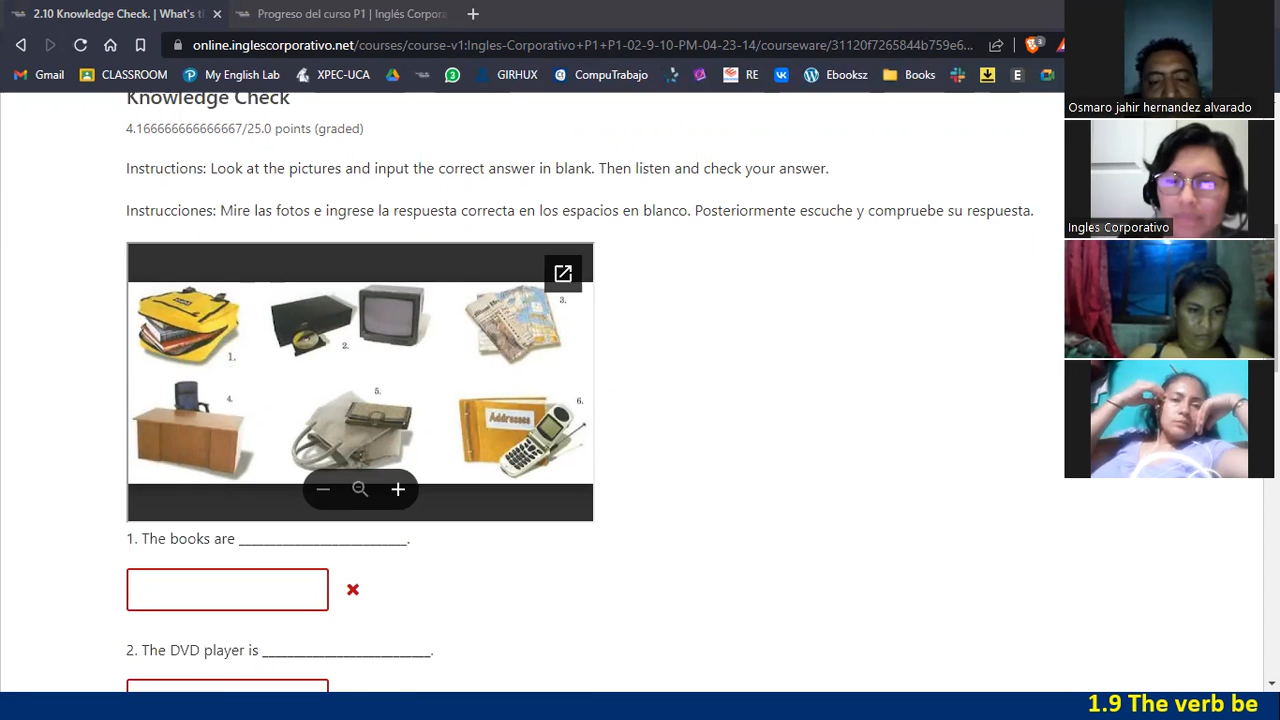 2.10 Knowledge Check. | What's th
Progreso del curso P1 | Inglés Corpora
online.inglescorporativo.net/courses/course-v1:Ingles-Corporativo+P1+P1-02-9-10-PM-04-23-14/courseware/31120f7265844b759e6...
3
Gmail CLASSROOM My English Lab XPEC-UCA 3 GIRHUX CompuTrabajo RE Ebooksz Books E
Knowledge Check
4.166666666666667/25.0 points (graded)
Instructions: Look at the pictures and input the correct answer in blank. Then listen and check your answer.
Instrucciones: Mire las fotos e ingrese la respuesta correcta en los espacios en blanco. Posteriormente escuche y compruebe su respuesta.
1. 2. 3.
4. 5. 6.
Addresses
1. The books are ________________________.
2. The DVD player is ________________________.
Osmaro jahir hernandez alvarado
Ingles Corporativo
1.9 The verb be